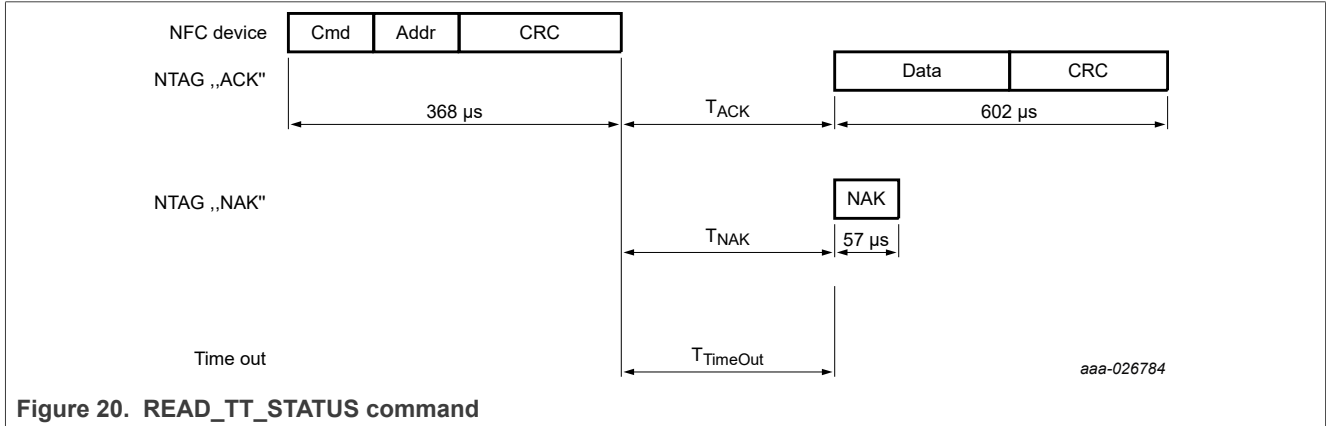 NFC device Cmd Addr CRC
NTAG ,,ACK" Data CRC
368 µs TACK 602 µs
NTAG ,,NAK" NAK
TNAK 57 µs
Time out TTimeOut aaa-026784
Figure 20. READ_TT_STATUS command